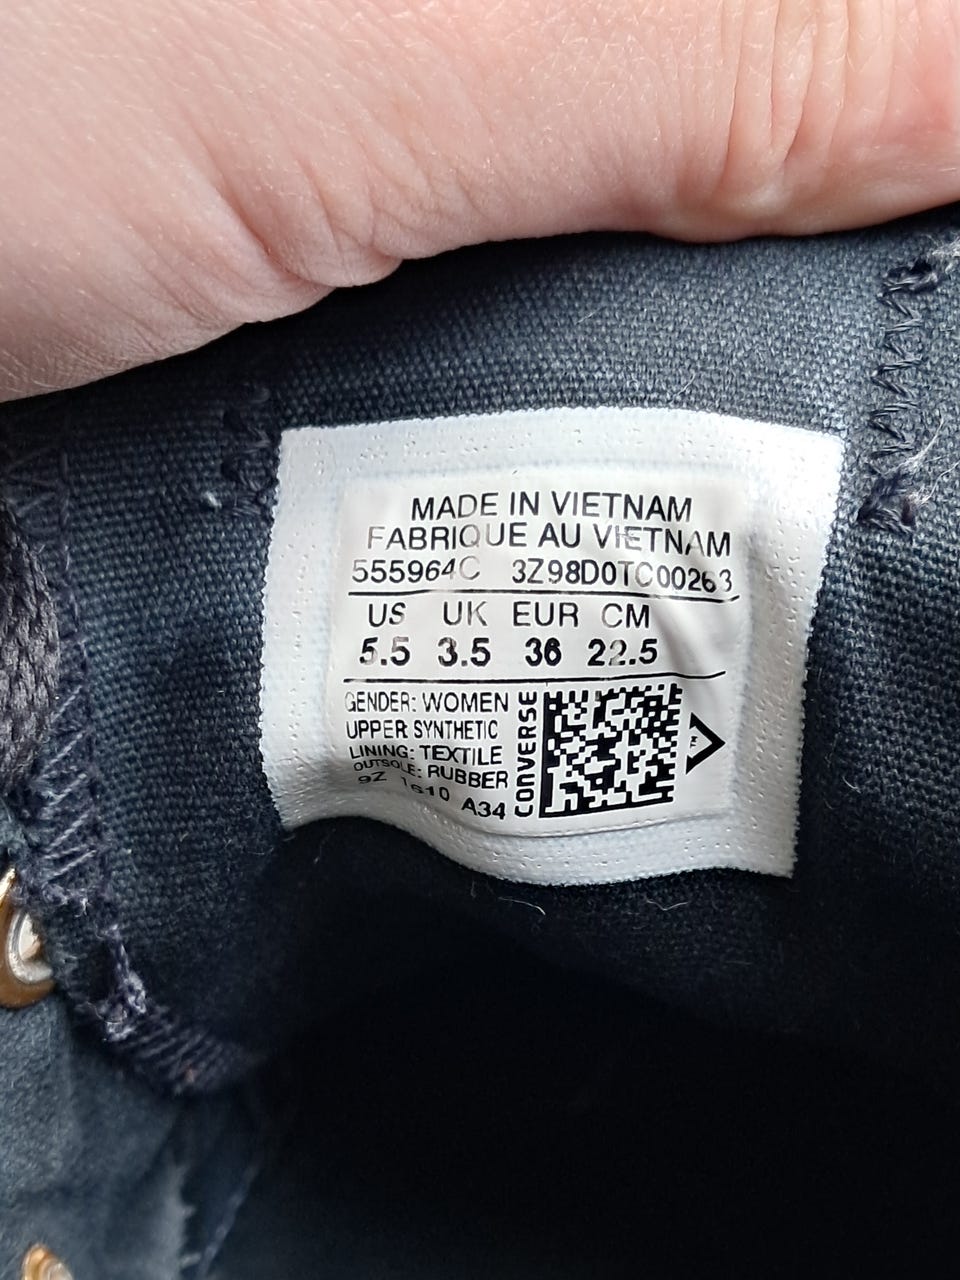 MADE IN VIETNAM
FABRIQUE AU VIETNAM
555964C 3Z98D0TC00263
US UK EUR CM
5.5 3.5 36 22.5
GENDER: WOMEN
UPPER SYNTHETIC
LINING: TEXTILE
OUTSOLE: RUBBER
9Z 1610 A34
CONVERSE
TM